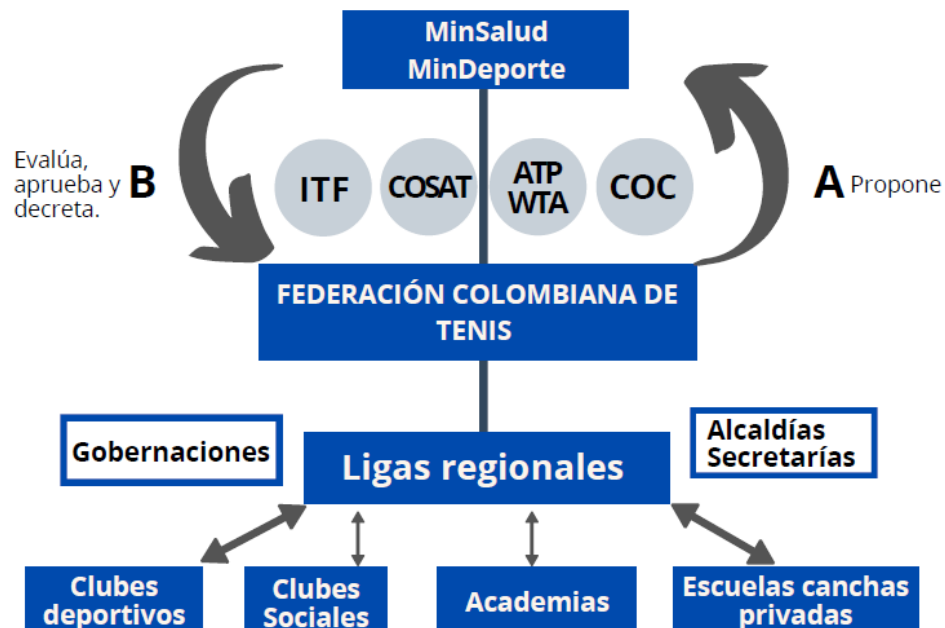 MinSalud
MinDeporte
Evalúa,
aprueba y
decreta.
B
ITF
COSAT
ATP
WTA
COC
A Propone
FEDERACIÓN COLOMBIANA DE
TENIS
Gobernaciones
Ligas regionales
Alcaldías
Secretarías
Clubes
deportivos
Clubes
Sociales
Academias
Escuelas canchas
privadas